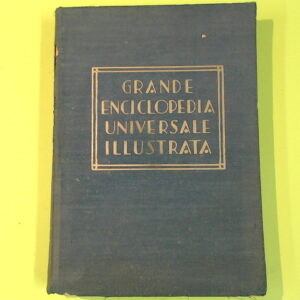 GRANDE
ENCICLOPEDIA
UNIVERSALE
ILLUSTRATA